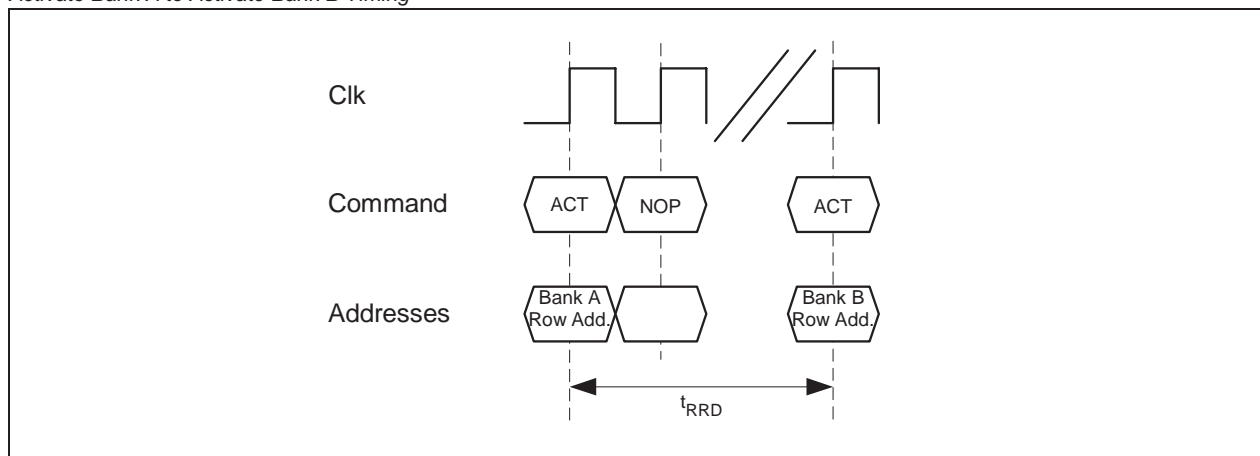 Activate Bank A to Activate Bank B Timing
Clk
Command
ACT
NOP
ACT
Addresses
Bank A
Row Add.
Bank B
Row Add.
tRRD